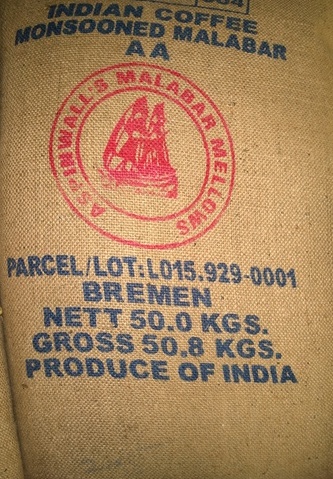 INDIAN COFFEE
MONSOONED MALABAR
AA
ASPINWALL'S MALABAR MELLOWS
PARCEL/LOT:L015.929-0001
BREMEN
NETT 50.0 KGS.
GROSS 50.8 KGS.
PRODUCE OF INDIA